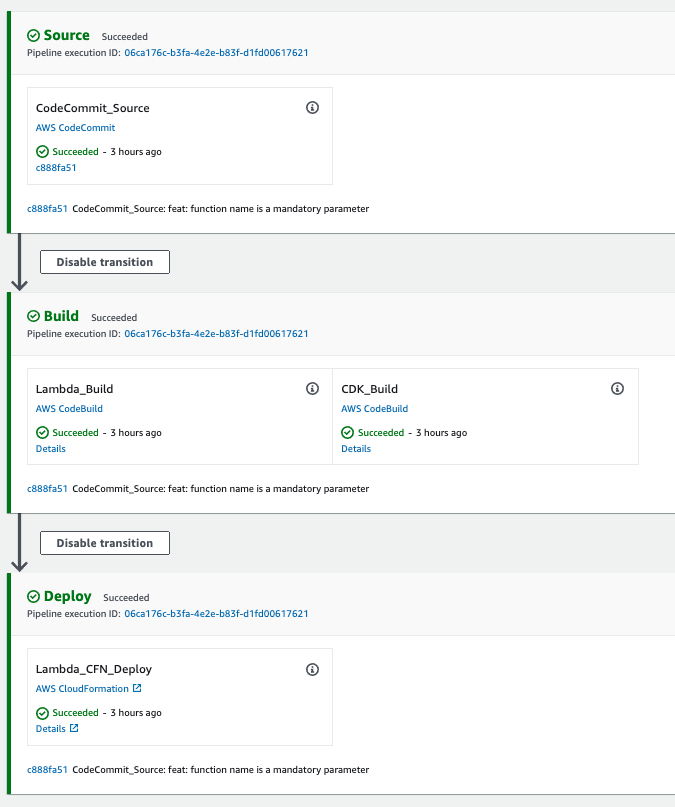 Source Succeeded
Pipeline execution ID: 06ca176c-b3fa-4e2e-b83f-d1fd00617621
CodeCommit_Source
AWS CodeCommit
Succeeded - 3 hours ago
c888fa51
c888fa51 CodeCommit_Source: feat: function name is a mandatory parameter
Disable transition
Build Succeeded
Pipeline execution ID: 06ca176c-b3fa-4e2e-b83f-d1fd00617621
Lambda_Build
AWS CodeBuild
Succeeded - 3 hours ago
Details
CDK_Build
AWS CodeBuild
Succeeded - 3 hours ago
Details
c888fa51 CodeCommit_Source: feat: function name is a mandatory parameter
Disable transition
Deploy Succeeded
Pipeline execution ID: 06ca176c-b3fa-4e2e-b83f-d1fd00617621
Lambda_CFN_Deploy
AWS CloudFormation
Succeeded - 3 hours ago
Details
c888fa51 CodeCommit_Source: feat: function name is a mandatory parameter